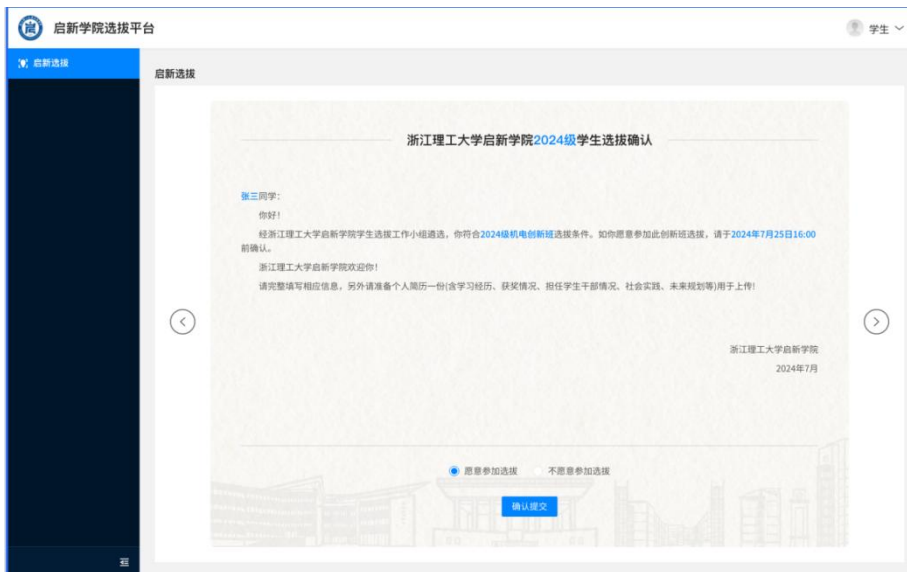 启新学院选拔平台
学生
启新选拔
启新选拔
浙江理工大学启新学院2024级学生选拔确认
张三同学：
你好！
经浙江理工大学启新学院学生选拔工作小组遴选，你符合2024级机电创新班选拔条件。如你愿意参加此创新班选拔，请于2024年7月25日16:00
前确认。
浙江理工大学启新学院欢迎你！
请完整填写相应信息，另外请准备个人简历一份(含学习经历、获奖情况、担任学生干部情况、社会实践、未来规划等)用于上传!
浙江理工大学启新学院
2024年7月
愿意参加选拔 不愿意参加选拔
确认提交